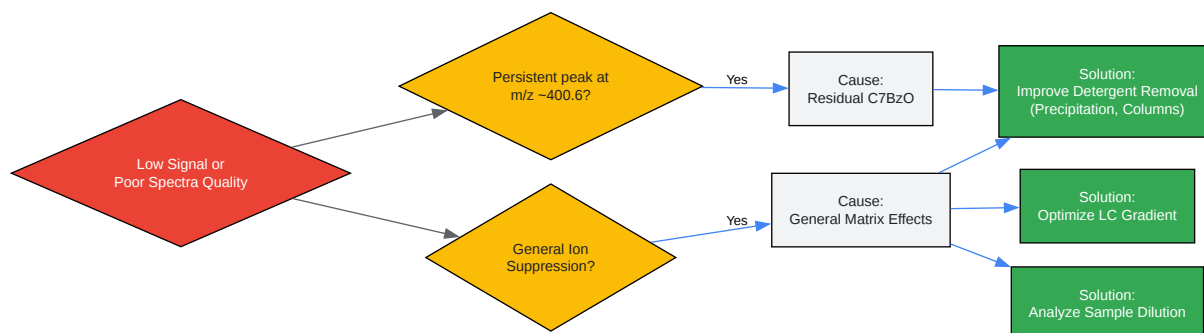 Low Signal or
Poor Spectra Quality
Persistent peak at
m/z ~400.6?
Yes
Cause:
Residual C7BzO
Solution:
Improve Detergent Removal
(Precipitation, Columns)
General Ion
Suppression?
Yes
Cause:
General Matrix Effects
Solution:
Optimize LC Gradient
Solution:
Analyze Sample Dilution